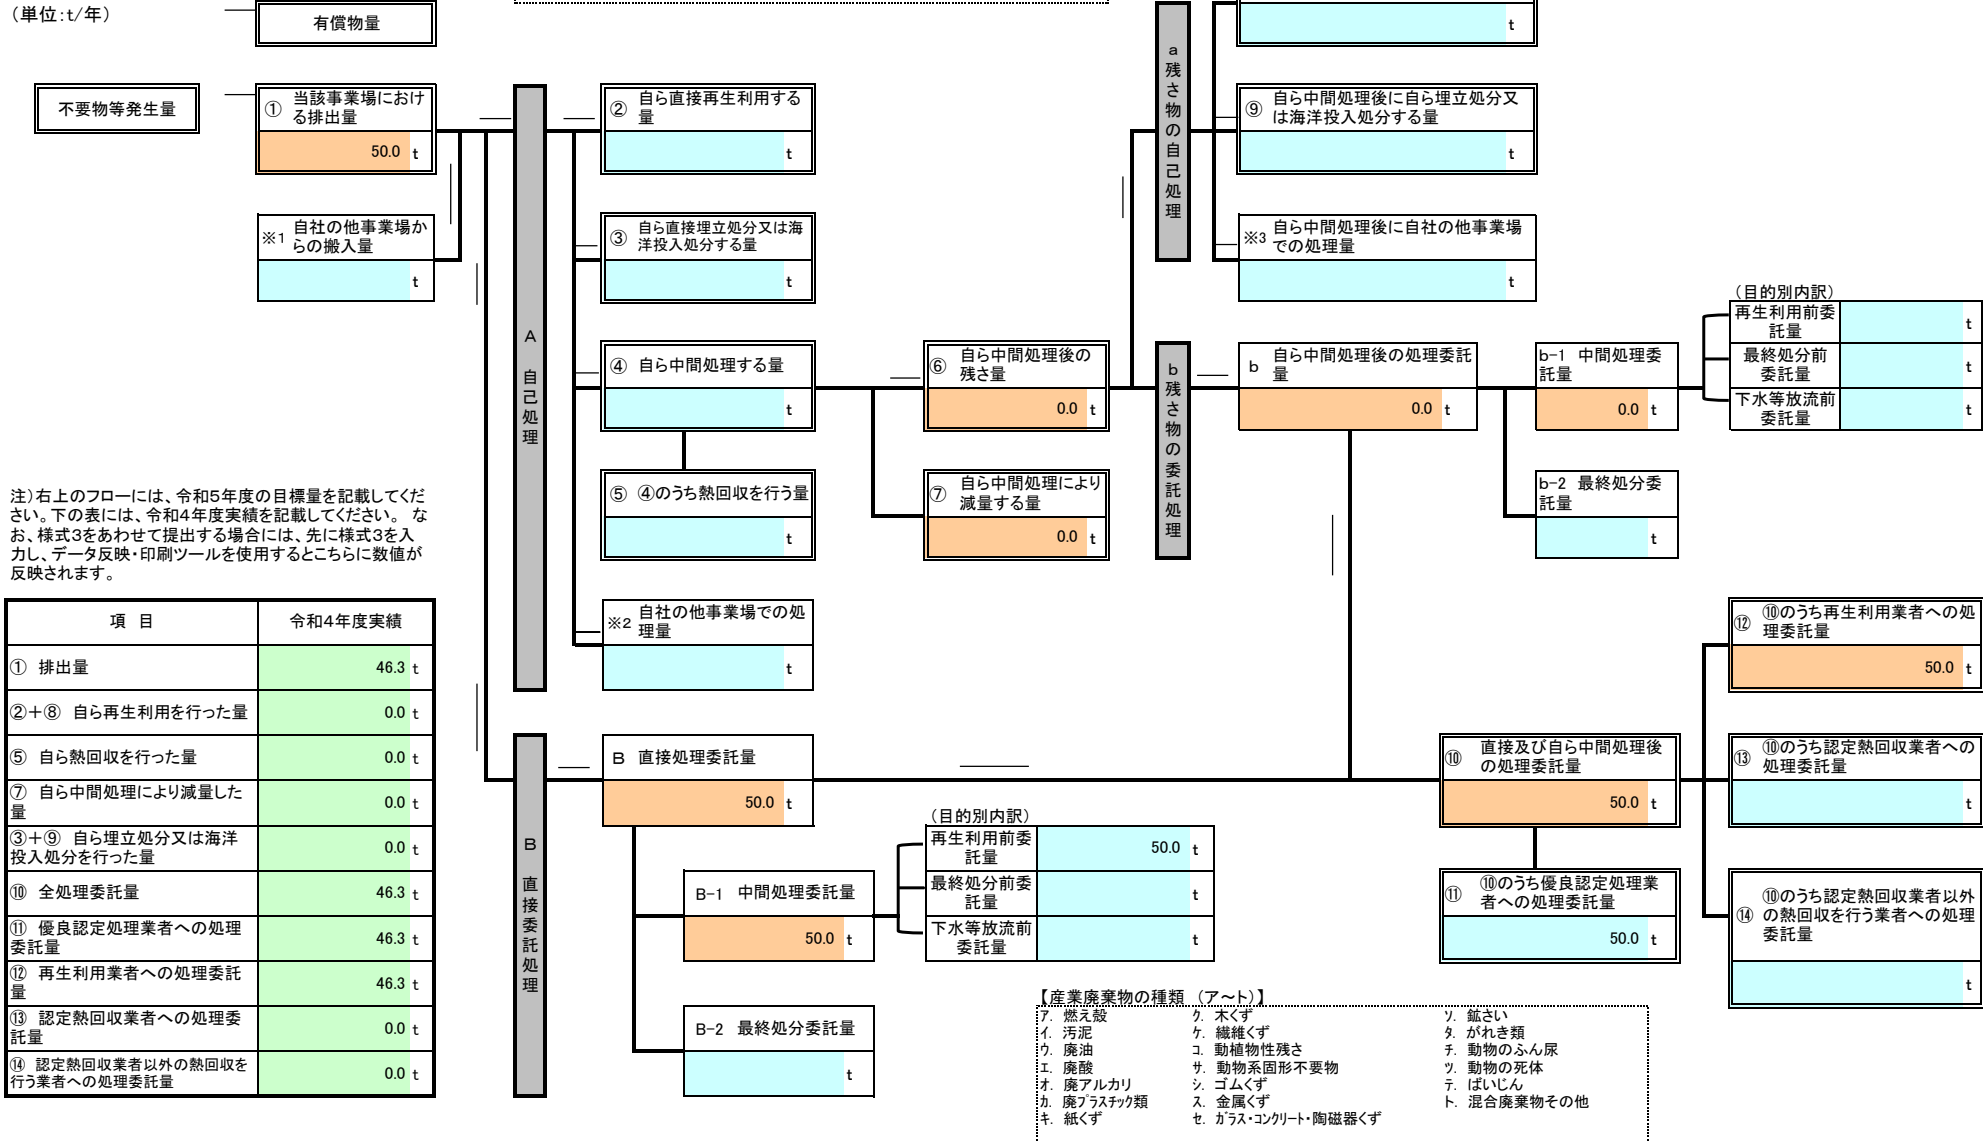 （単位：t/年）
有償物量
t
不要物等発生量
① 当該事業場におけ
る排出量
50.0 t
※1 自社の他事業場か
らの搬入量
t
A 自己処理
② 自ら直接再生利用する
量
t
③ 自ら直接埋立処分又は海
洋投入処分する量
t
④ 自ら中間処理する量
t
⑤ ④のうち熱回収を行う量
t
※2 自社の他事業場での処
理量
t
⑥ 自ら中間処理後の
残さ量
0.0 t
⑦ 自ら中間処理により
減量する量
0.0 t
a 残さ物の自己処理
⑨ 自ら中間処理後に自ら埋立処分又
は海洋投入処分する量
t
※3 自ら中間処理後に自社の他事業場
での処理量
t
b 残さ物の委託処理
b 自ら中間処理後の処理委託
量
0.0 t
b-1 中間処理委
託量
0.0 t
b-2 最終処分委
託量
t
（目的別内訳）
再生利用前委
託量
t
最終処分前
委託量
t
下水等放流前
委託量
t
注）右上のフローには、令和５年度の目標量を記載してくだ
さい。下の表には、令和４年度実績を記載してください。 な
お、様式３をあわせて提出する場合には、先に様式３を入
力し、データ反映・印刷ツールを使用するとこちらに数値が
反映されます。
項 目 令和４年度実績
① 排出量 46.3 t
②＋⑧ 自ら再生利用を行った量 0.0 t
⑤ 自ら熱回収を行った量 0.0 t
⑦ 自ら中間処理により減量した
量 0.0 t
③＋⑨ 自ら埋立処分又は海洋
投入処分を行った量 0.0 t
⑩ 全処理委託量 46.3 t
⑪ 優良認定処理業者への処理
委託量 46.3 t
⑫ 再生利用業者への処理委託
量 46.3 t
⑬ 認定熱回収業者への処理委
託量 0.0 t
⑭ 認定熱回収業者以外の熱回収を
行う業者への処理委託量 0.0 t
B 直接委託処理
B 直接処理委託量
50.0 t
B-1 中間処理委託量
50.0 t
B-2 最終処分委託量
t
（目的別内訳）
再生利用前委
託量
50.0 t
最終処分前委
託量
t
下水等放流前
委託量
t
⑩ 直接及び自ら中間処理後
の処理委託量
50.0 t
⑪ ⑩のうち優良認定処理業
者への処理委託量
50.0 t
⑫ ⑩のうち再生利用業者への処
理委託量
50.0 t
⑬ ⑩のうち認定熱回収業者への
処理委託量
t
⑭ ⑩のうち認定熱回収業者以外
の熱回収を行う業者への処理
委託量
t
【産業廃棄物の種類 （ア～ト）】
ア. 燃え殻 ク. 木くず ソ. 鉱さい
イ. 汚泥 ケ. 繊維くず タ. がれき類
ウ. 廃油 コ. 動植物性残さ チ. 動物のふん尿
エ. 廃酸 サ. 動物系固形不要物 ツ. 動物の死体
オ. 廃アルカリ シ. ゴムくず テ. ばいじん
カ. 廃プラスチック類 ス. 金属くず ト. 混合廃棄物その他
キ. 紙くず セ. ガラス・コンクリート・陶磁器くず